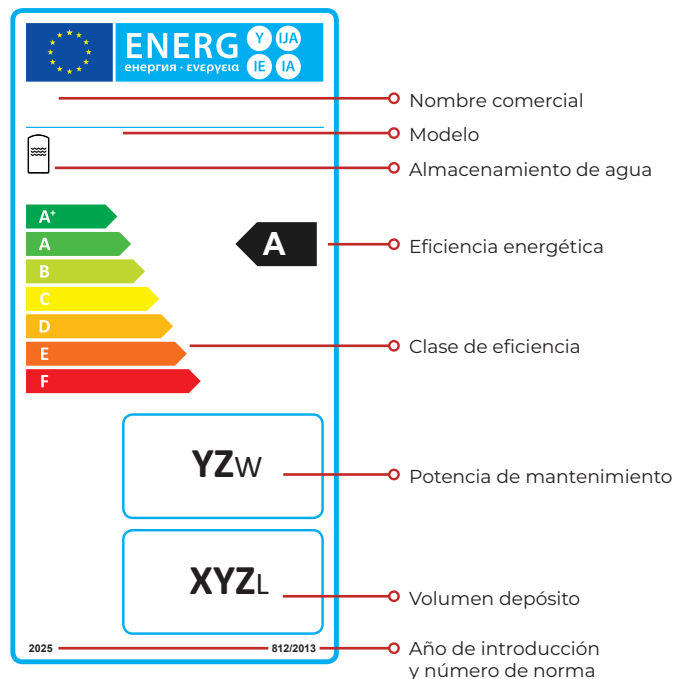 ENERG Y IJA
енергия · ενεργεια IE IA
Nombre comercial
Modelo
Almacenamiento de agua
A+
A
B
C
D
E
F
A
Eficiencia energética
Clase de eficiencia
YZW
Potencia de mantenimiento
XYZL
Volumen depósito
2025 812/2013
Año de introducción
y número de norma